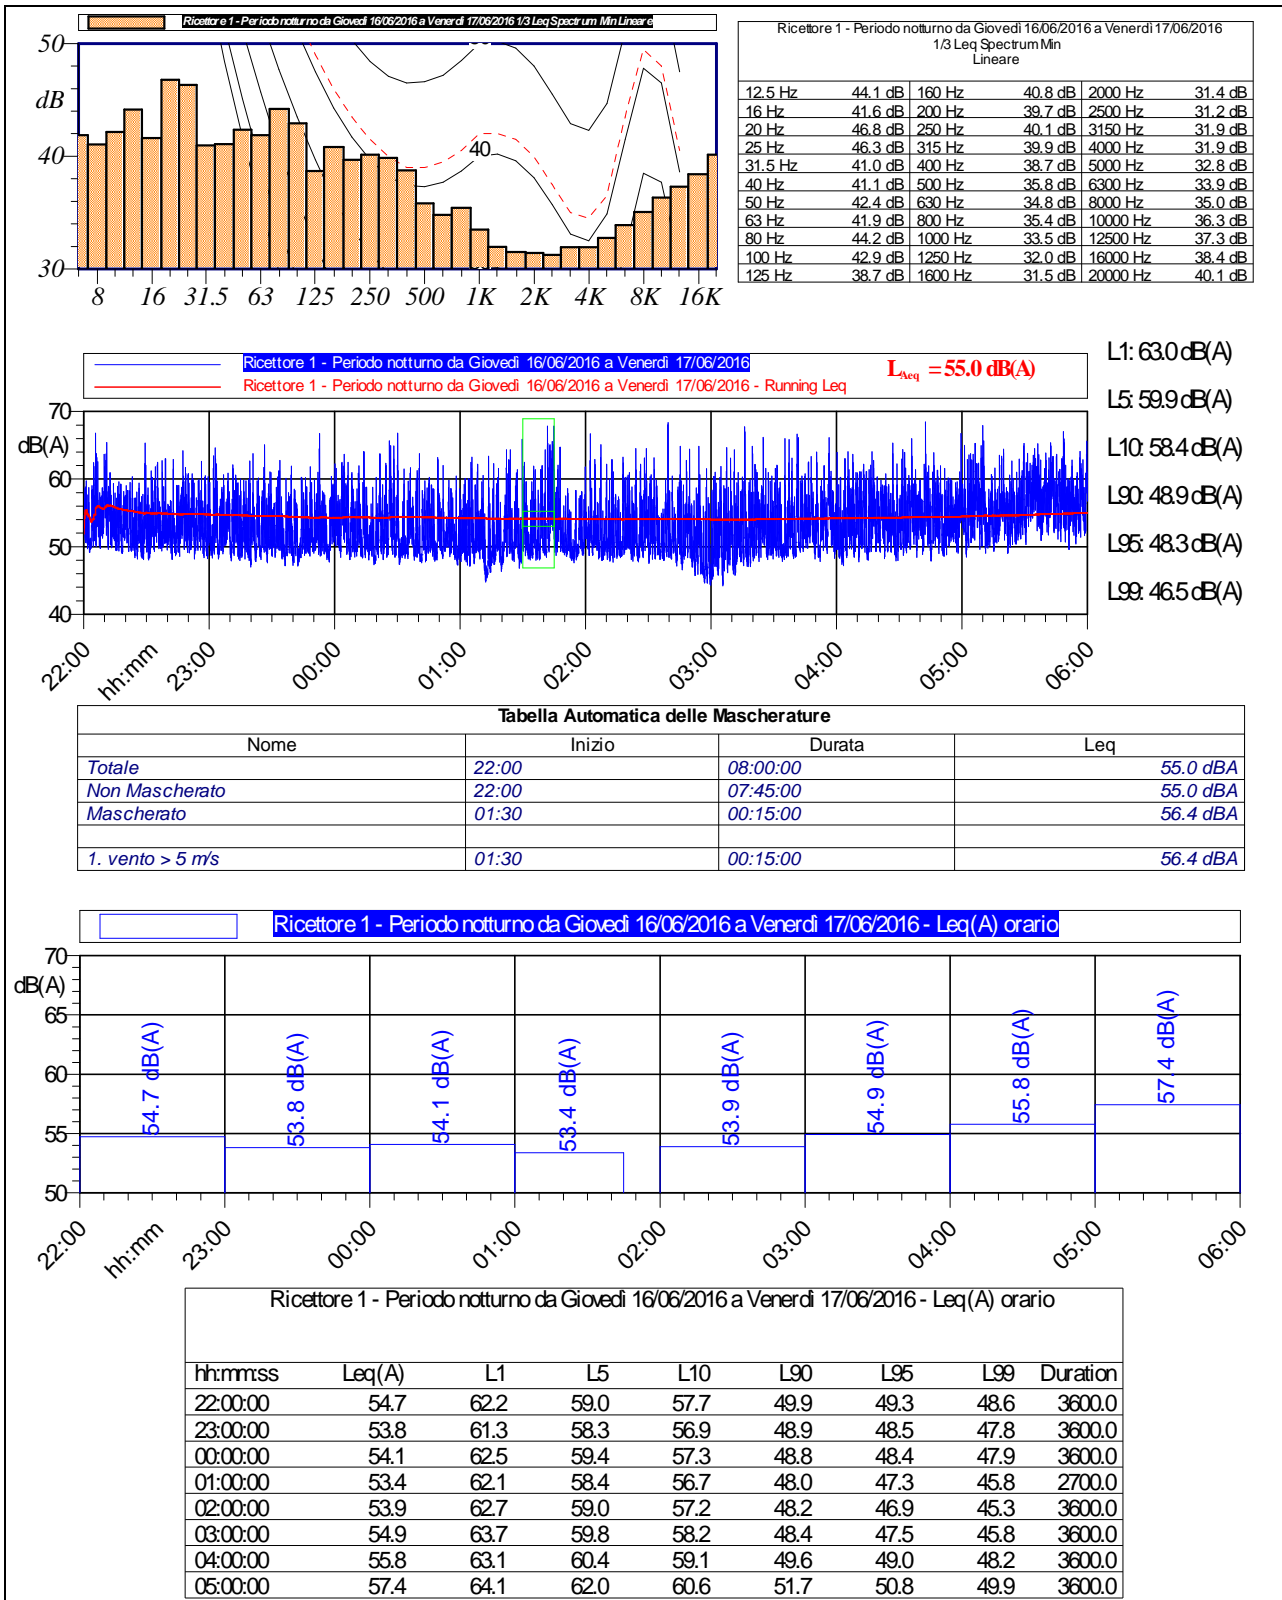 Ricettore 1 - Periodo notturno da Giovedì 16/06/2016 a Venerdì 17/06/2016 1/3 Leq Spectrum Min Lineare
50
dB
40
30
40
8 16 31.5 63 125 250 500 1K 2K 4K 8K 16K
Ricettore 1 - Periodo notturno da Giovedì 16/06/2016 a Venerdì 17/06/2016
1/3 Leq Spectrum Min
Lineare
12.5 Hz 44.1 dB 160 Hz 40.8 dB 2000 Hz 31.4 dB
16 Hz 41.6 dB 200 Hz 39.7 dB 2500 Hz 31.2 dB
20 Hz 46.8 dB 250 Hz 40.1 dB 3150 Hz 31.9 dB
25 Hz 46.3 dB 315 Hz 39.9 dB 4000 Hz 31.9 dB
31.5 Hz 41.0 dB 400 Hz 38.7 dB 5000 Hz 32.8 dB
40 Hz 41.1 dB 500 Hz 35.8 dB 6300 Hz 33.9 dB
50 Hz 42.4 dB 630 Hz 34.8 dB 8000 Hz 35.0 dB
63 Hz 41.9 dB 800 Hz 35.4 dB 10000 Hz 36.3 dB
80 Hz 44.2 dB 1000 Hz 33.5 dB 12500 Hz 37.3 dB
100 Hz 42.9 dB 1250 Hz 32.0 dB 16000 Hz 38.4 dB
125 Hz 38.7 dB 1600 Hz 31.5 dB 20000 Hz 40.1 dB
Ricettore 1 - Periodo notturno da Giovedì 16/06/2016 a Venerdì 17/06/2016
Ricettore 1 - Periodo notturno da Giovedì 16/06/2016 a Venerdì 17/06/2016 - Running Leq
LAeq = 55.0 dB(A)
L1: 63.0 dB(A)
L5: 59.9 dB(A)
L10: 58.4 dB(A)
L90: 48.9 dB(A)
L95: 48.3 dB(A)
L99: 46.5 dB(A)
70
dB(A)
60
50
40
22:00 hh:mm 23:00 00:00 01:00 02:00 03:00 04:00 05:00 06:00
Tabella Automatica delle Mascherature
Nome Inizio Durata Leq
Totale 22:00 08:00:00 55.0 dBA
Non Mascherato 22:00 07:45:00 55.0 dBA
Mascherato 01:30 00:15:00 56.4 dBA
1. vento > 5 m/s 01:30 00:15:00 56.4 dBA
Ricettore 1 - Periodo notturno da Giovedì 16/06/2016 a Venerdì 17/06/2016 - Leq(A) orario
70
dB(A)
65
60
55
50
54.7 dB(A) 53.8 dB(A) 54.1 dB(A) 53.4 dB(A) 53.9 dB(A) 54.9 dB(A) 55.8 dB(A) 57.4 dB(A)
22:00 hh:mm 23:00 00:00 01:00 02:00 03:00 04:00 05:00 06:00
Ricettore 1 - Periodo notturno da Giovedì 16/06/2016 a Venerdì 17/06/2016 - Leq(A) orario
hh:mm:ss Leq(A) L1 L5 L10 L90 L95 L99 Duration
22:00:00 54.7 62.2 59.0 57.7 49.9 49.3 48.6 3600.0
23:00:00 53.8 61.3 58.3 56.9 48.9 48.5 47.8 3600.0
00:00:00 54.1 62.5 59.4 57.3 48.8 48.4 47.9 3600.0
01:00:00 53.4 62.1 58.4 56.7 48.0 47.3 45.8 2700.0
02:00:00 53.9 62.7 59.0 57.2 48.2 46.9 45.3 3600.0
03:00:00 54.9 63.7 59.8 58.2 48.4 47.5 45.8 3600.0
04:00:00 55.8 63.1 60.4 59.1 49.6 49.0 48.2 3600.0
05:00:00 57.4 64.1 62.0 60.6 51.7 50.8 49.9 3600.0